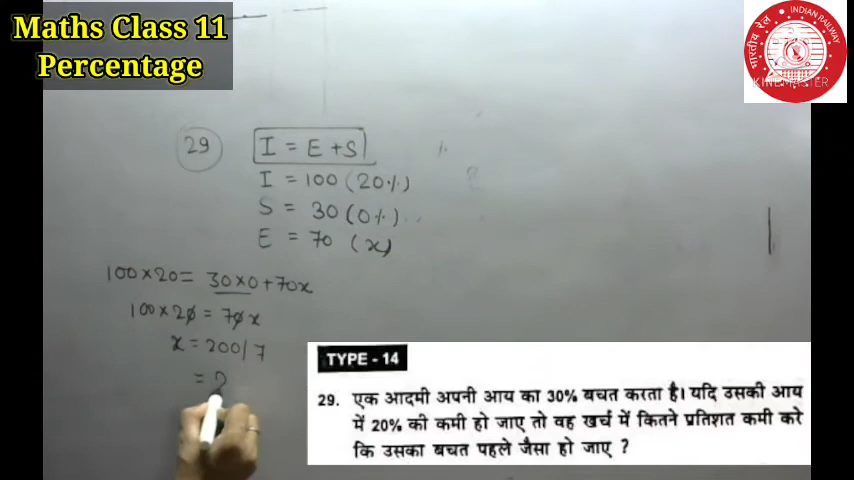 Maths Class 11
Percentage
भारतीय रेल
INDIAN RAILWAY
KINEMASTER
29
I = E + S
I = 100 (20%)
S = 30 (0%)
E = 70 (x)
100×20 = 30×0 + 70x
100×20 = 70x
x = 200/7
= 2
TYPE - 14
29. एक आदमी अपनी आय का 30% बचत करता है। यदि उसकी आय
में 20% की कमी हो जाए तो वह खर्च में कितने प्रतिशत कमी करे
कि उसका बचत पहले जैसा हो जाए ?